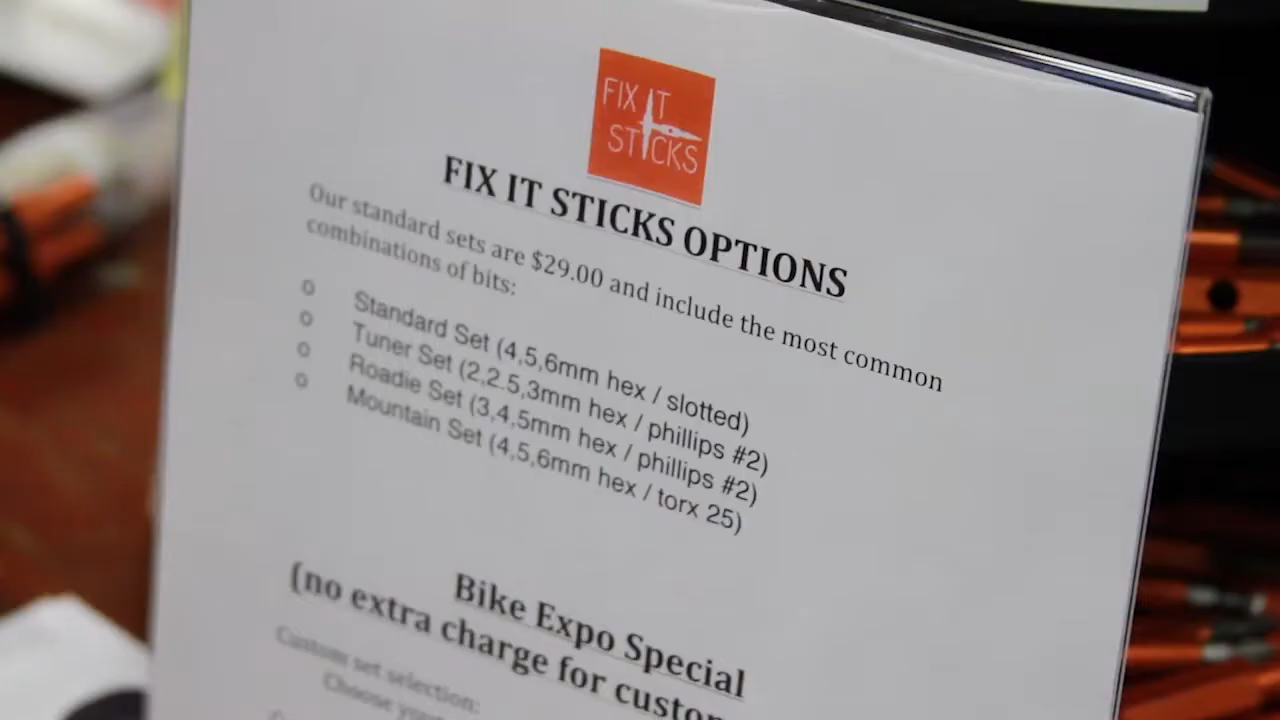 FIX IT
STICKS
FIX IT STICKS OPTIONS
Our standard sets are $29.00 and include the most common
combinations of bits:
o Standard Set (4,5,6mm hex / slotted)
o Tuner Set (2,2.5,3mm hex / phillips #2)
o Roadie Set (3,4,5mm hex / phillips #2)
o Mountain Set (4,5,6mm hex / torx 25)
Bike Expo Special
(no extra charge for custom
Custom set selection:
Choose your